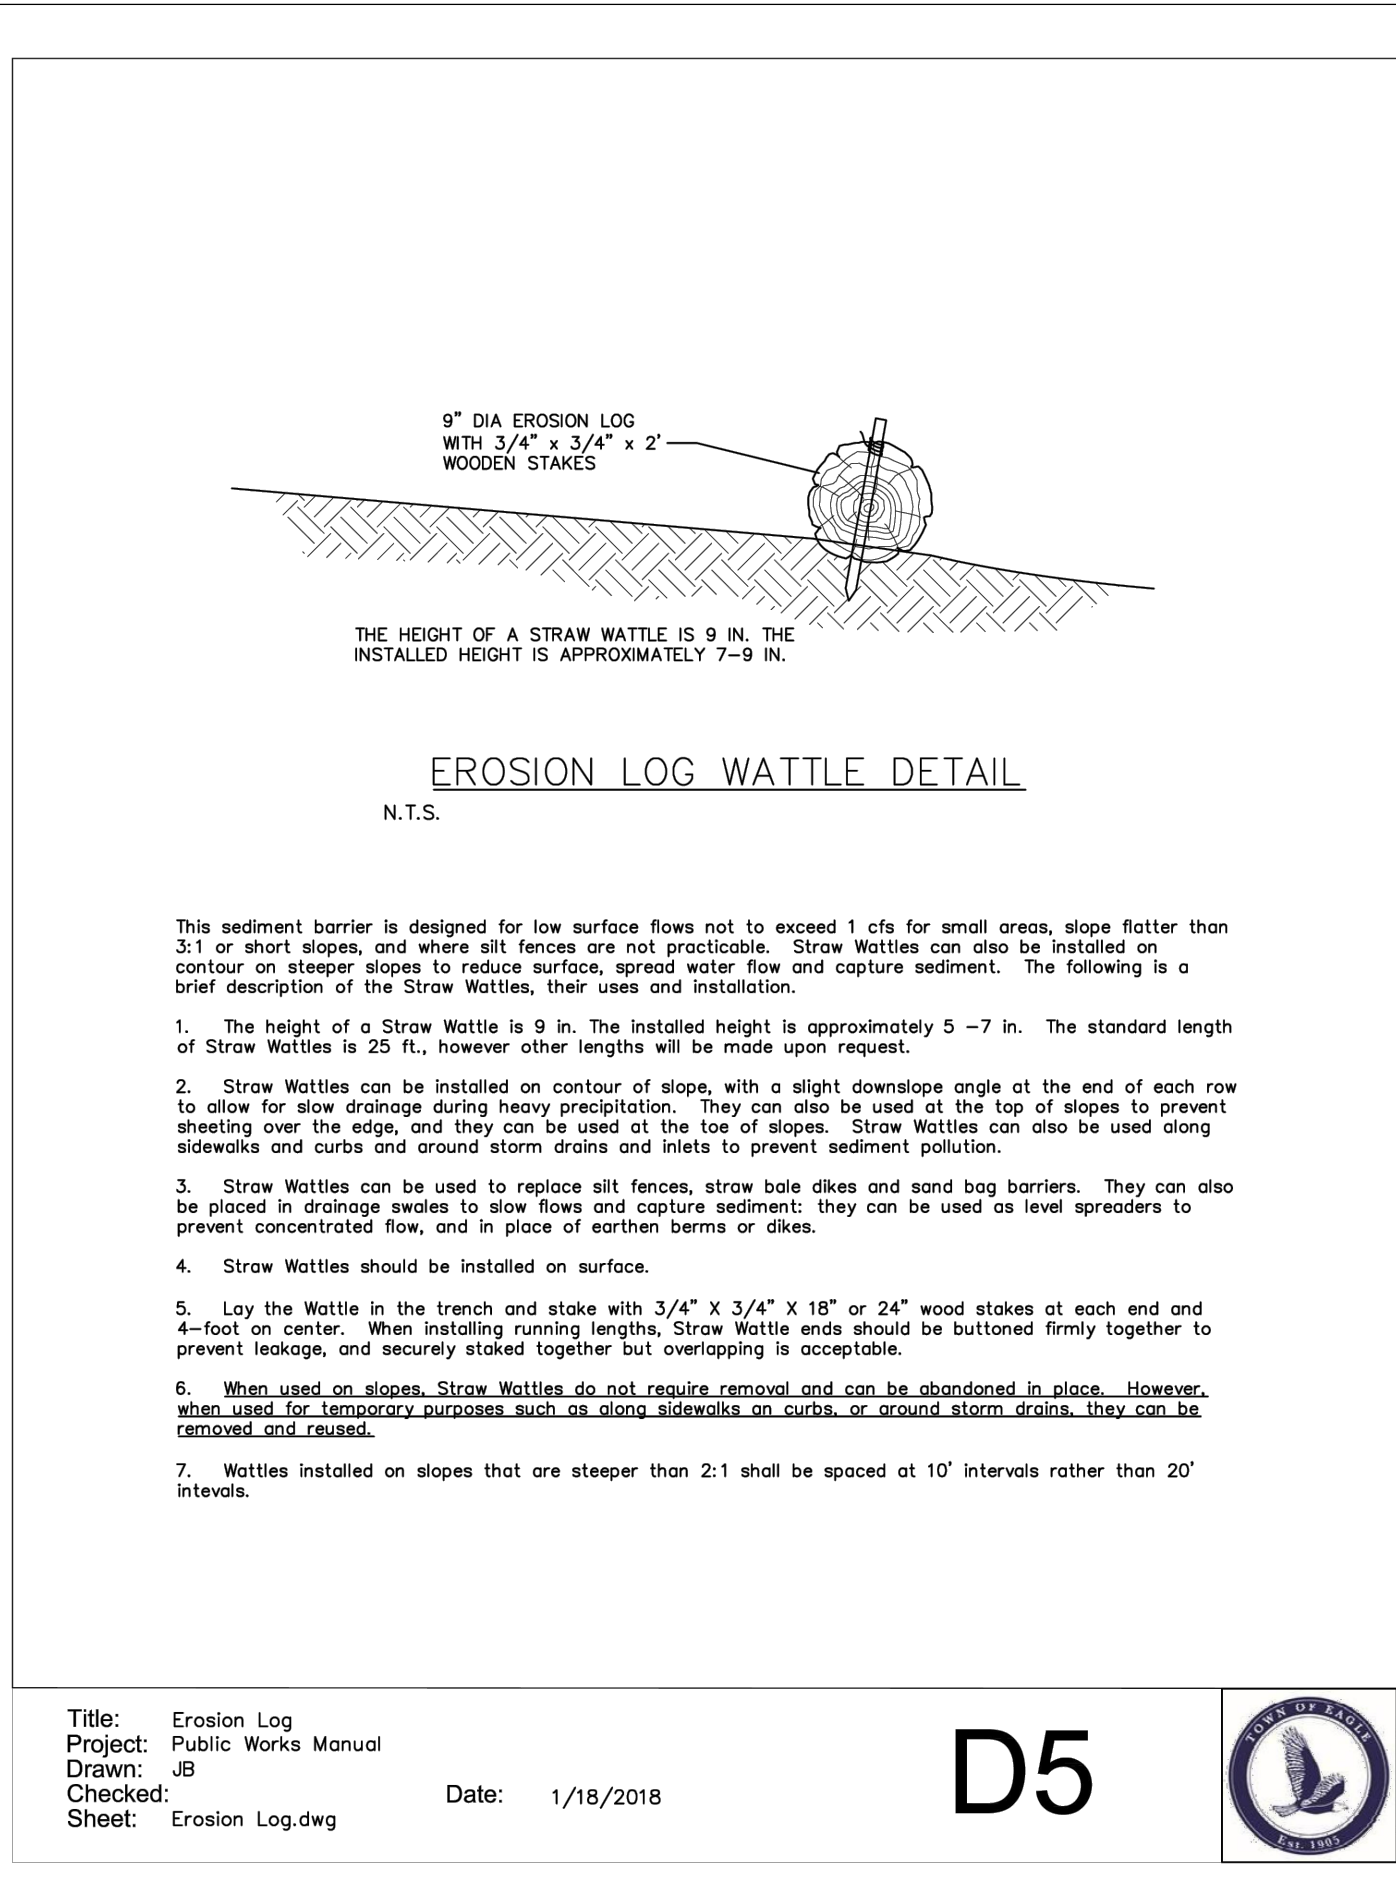 9" DIA EROSION LOG
WITH 3/4" x 3/4" x 2'
WOODEN STAKES
THE HEIGHT OF A STRAW WATTLE IS 9 IN. THE
INSTALLED HEIGHT IS APPROXIMATELY 7-9 IN.
EROSION LOG WATTLE DETAIL
N.T.S.
This sediment barrier is designed for low surface flows not to exceed 1 cfs for small areas, slope flatter than
3:1 or short slopes, and where silt fences are not practicable. Straw Wattles can also be installed on
contour on steeper slopes to reduce surface, spread water flow and capture sediment. The following is a
brief description of the Straw Wattles, their uses and installation.
1. The height of a Straw Wattle is 9 in. The installed height is approximately 5 -7 in. The standard length
of Straw Wattles is 25 ft., however other lengths will be made upon request.
2. Straw Wattles can be installed on contour of slope, with a slight downslope angle at the end of each row
to allow for slow drainage during heavy precipitation. They can also be used at the top of slopes to prevent
sheeting over the edge, and they can be used at the toe of slopes. Straw Wattles can also be used along
sidewalks and curbs and around storm drains and inlets to prevent sediment pollution.
3. Straw Wattles can be used to replace silt fences, straw bale dikes and sand bag barriers. They can also
be placed in drainage swales to slow flows and capture sediment: they can be used as level spreaders to
prevent concentrated flow, and in place of earthen berms or dikes.
4. Straw Wattles should be installed on surface.
5. Lay the Wattle in the trench and stake with 3/4" X 3/4" X 18" or 24" wood stakes at each end and
4-foot on center. When installing running lengths, Straw Wattle ends should be buttoned firmly together to
prevent leakage, and securely staked together but overlapping is acceptable.
6. When used on slopes, Straw Wattles do not require removal and can be abandoned in place. However,
when used for temporary purposes such as along sidewalks an curbs, or around storm drains, they can be
removed and reused.
7. Wattles installed on slopes that are steeper than 2:1 shall be spaced at 10' intervals rather than 20'
intevals.
Title: Erosion Log
Project: Public Works Manual
Drawn: JB
Checked:
Date: 1/18/2018
Sheet: Erosion Log.dwg
D5
TOWN OF EAGLE
Est. 1905